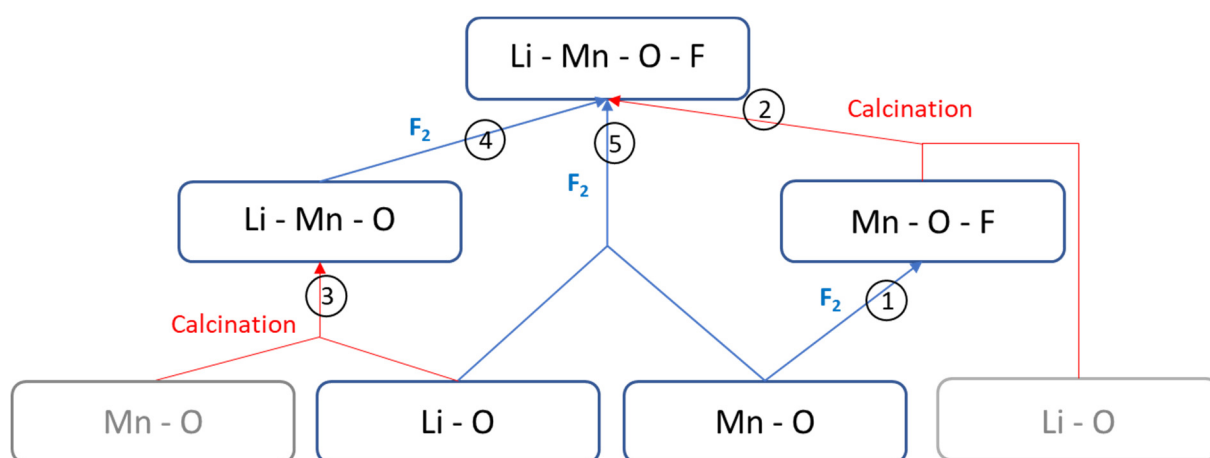 Li - Mn - O - F
2
Calcination
F2
4
5
F2
Li - Mn - O
Mn - O - F
3
F2
1
Calcination
Mn - O
Li - O
Mn - O
Li - O